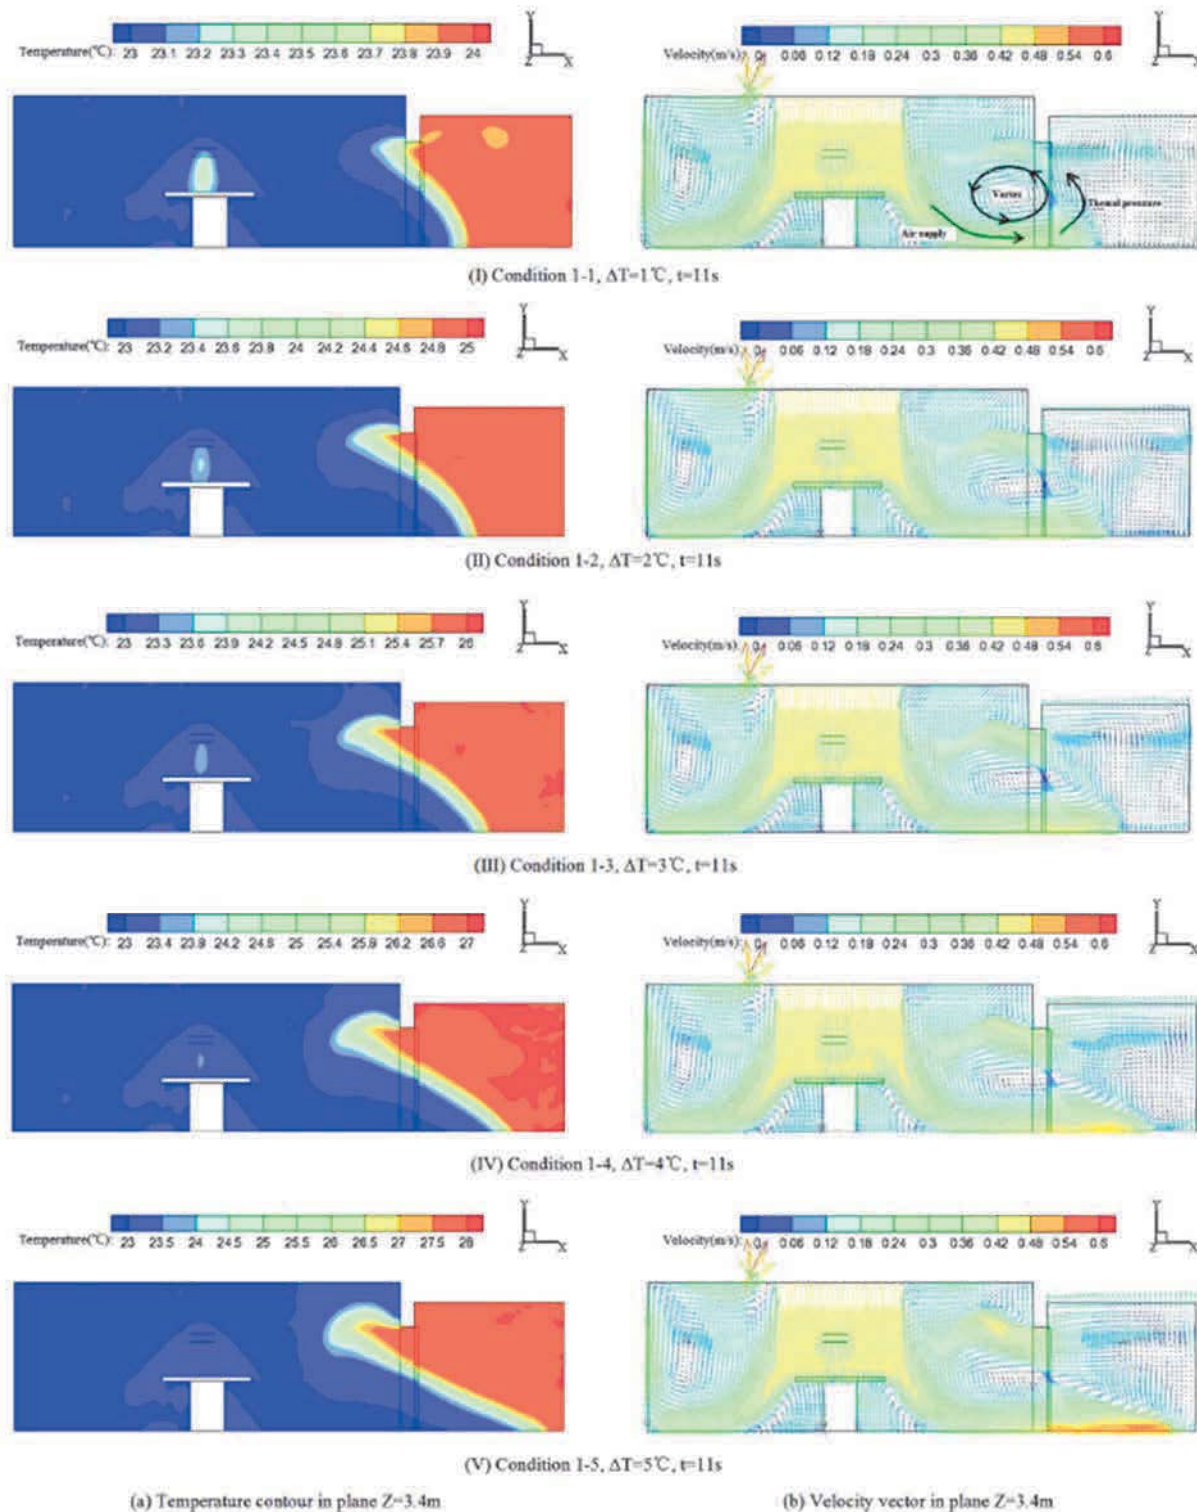 Temperature(℃): 23 23.1 23.2 23.3 23.4 23.5 23.6 23.7 23.8 23.9 24
Y
Z X
Velocity(m/s): 0 0.06 0.12 0.18 0.24 0.3 0.36 0.42 0.48 0.54 0.6
Y
Z X
Vortex
Thermal pressure
Air supply
(I) Condition 1-1, ΔT=1℃, t=11s
Temperature(℃): 23 23.2 23.4 23.6 23.8 24 24.2 24.4 24.6 24.8 25
Y
Z X
Velocity(m/s): 0 0.06 0.12 0.18 0.24 0.3 0.36 0.42 0.48 0.54 0.6
Y
Z X
(II) Condition 1-2, ΔT=2℃, t=11s
Temperature(℃): 23 23.3 23.6 23.9 24.2 24.5 24.8 25.1 25.4 25.7 26
Y
Z X
Velocity(m/s): 0 0.06 0.12 0.18 0.24 0.3 0.36 0.42 0.48 0.54 0.6
Y
Z X
(III) Condition 1-3, ΔT=3℃, t=11s
Temperature(℃): 23 23.4 23.8 24.2 24.6 25 25.4 25.8 26.2 26.6 27
Y
Z X
Velocity(m/s): 0 0.06 0.12 0.18 0.24 0.3 0.36 0.42 0.48 0.54 0.6
Y
Z X
(IV) Condition 1-4, ΔT=4℃, t=11s
Temperature(℃): 23 23.5 24 24.5 25 25.5 26 26.5 27 27.5 28
Y
Z X
Velocity(m/s): 0 0.06 0.12 0.18 0.24 0.3 0.36 0.42 0.48 0.54 0.6
Y
Z X
(V) Condition 1-5, ΔT=5℃, t=11s
(a) Temperature contour in plane Z=3.4m
(b) Velocity vector in plane Z=3.4m